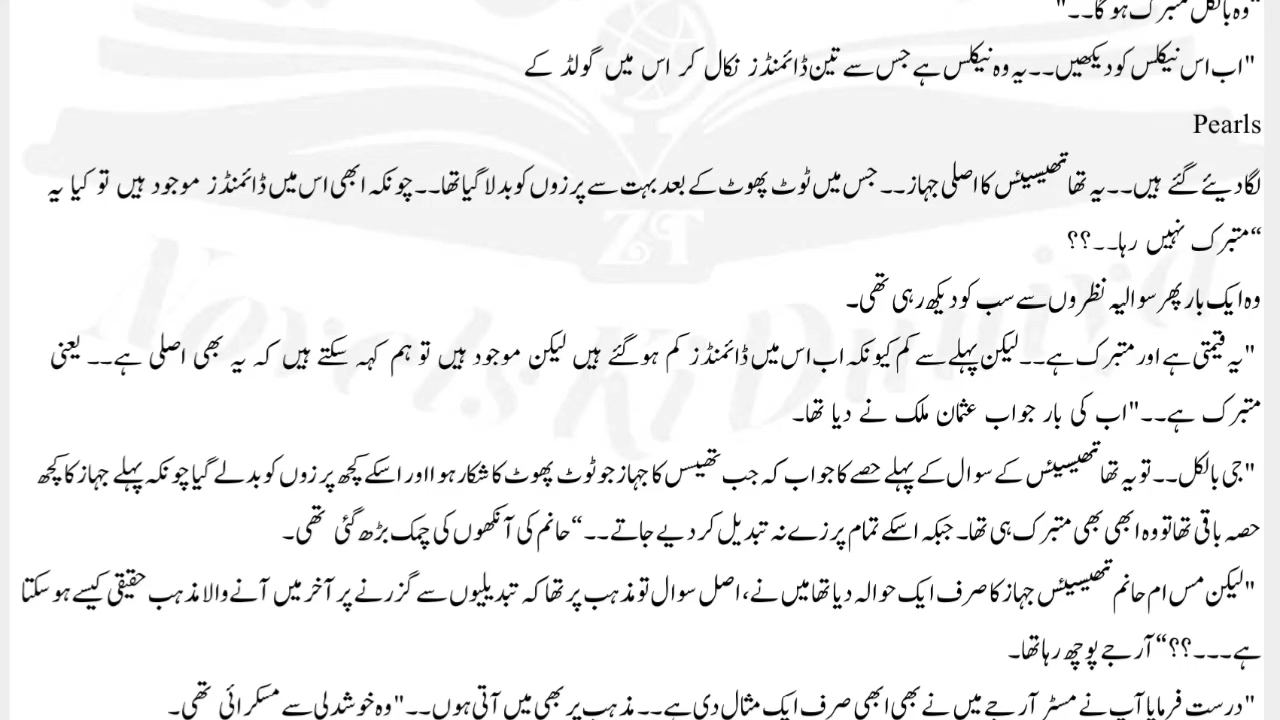 "وہ بالکل متبرک ہو گا۔۔"
"اب اس نیکلس کو دیکھیں۔۔ یہ وہ نیکلس ہے جس سے تین ڈائمنڈز نکال کر اس میں گولڈ کے
Pearls
لگا دیئے گئے ہیں۔۔ یہ تھا تھیسیئس کا اصلی جہاز۔۔ جس میں ٹوٹ پھوٹ کے بعد بہت سے پرزوں کو بدلا گیا تھا۔۔ چونکہ ابھی اس میں ڈائمنڈز موجود ہیں تو کیا یہ
“متبرک نہیں رہا۔۔؟؟
وہ ایک بار پھر سوالیہ نظروں سے سب کو دیکھ رہی تھی۔
"یہ قیمتی ہے اور متبرک ہے۔۔ لیکن پہلے سے کم کیونکہ اب اس میں ڈائمنڈز کم ہو گئے ہیں لیکن موجود ہیں تو ہم کہہ سکتے ہیں کہ یہ بھی اصلی ہے۔۔ یعنی
متبرک ہے۔۔" اب کی بار جواب عثمان ملک نے دیا تھا۔
"جی بالکل۔۔ تو یہ تھا تھیسیئس کے سوال کے پہلے حصے کا جواب کہ جب تھیسس کا جہاز جو ٹوٹ پھوٹ کا شکار ہوا اور اسکے کچھ پرزوں کو بدلے گیا چونکہ پہلے جہاز کا کچھ
حصہ باقی تھا تو وہ ابھی بھی متبرک ہی تھا۔ جبکہ اسکے تمام پرزے نہ تبدیل کر دیے جاتے۔۔“ حانم کی آنکھوں کی چمک بڑھ گئی تھی۔
"لیکن مس ام حانم تھیسیئس جہاز کا صرف ایک حوالہ دیا تھا میں نے، اصل سوال تو مذہب پر تھا کہ تبدیلیوں سے گزرنے پر آخر میں آنے والا مذہب حقیقی کیسے ہو سکتا
ہے۔۔۔؟؟“ آر جے پوچھ رہا تھا۔
"درست فرمایا آپ نے مسٹر آر جے میں نے بھی ابھی صرف ایک مثال دی ہے۔۔ مذہب پر بھی میں آتی ہوں۔۔" وہ خوشدلی سے مسکرائی تھی۔